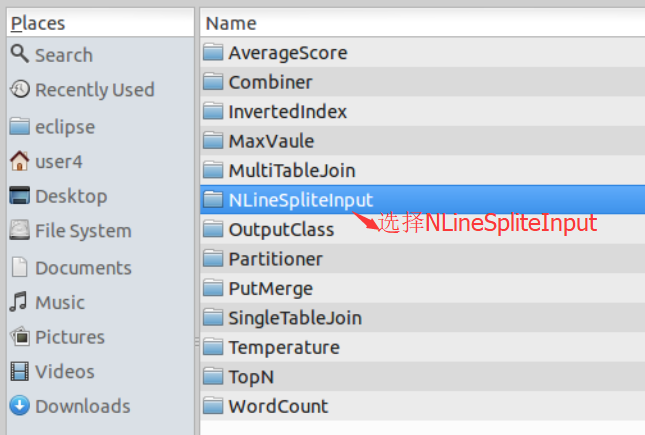 Places
Search
Recently Used
eclipse
user4
Desktop
File System
Documents
Music
Pictures
Videos
Downloads
Name
AverageScore
Combiner
InvertedIndex
MaxVaule
MultiTableJoin
NLineSpliteInput
选择NLineSpliteInput
OutputClass
Partitioner
PutMerge
SingleTableJoin
Temperature
TopN
WordCount